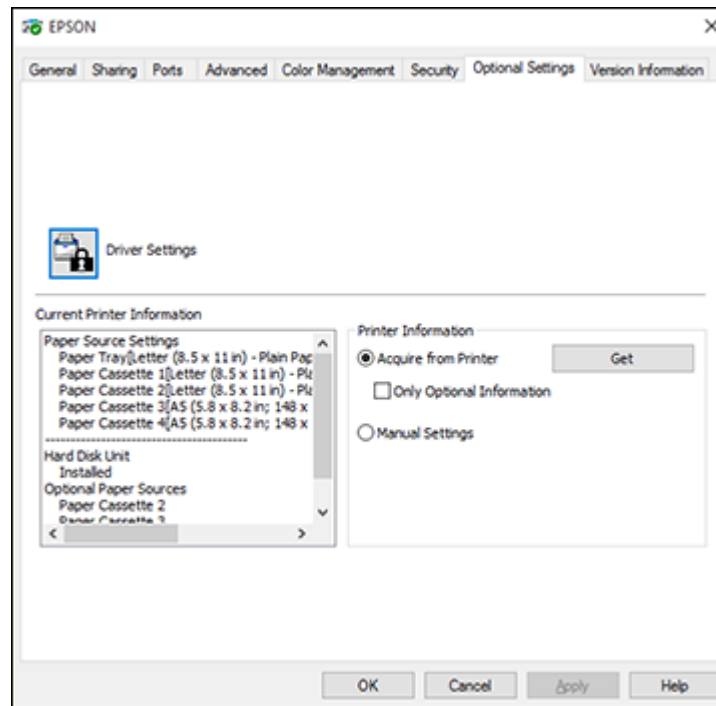 EPSON
General Sharing Ports Advanced Color Management Security Optional Settings Version Information
Driver Settings
Current Printer Information
Paper Source Settings
Paper Tray[Letter (8.5 x 11 in) - Plain Pap
Paper Cassette 1[Letter (8.5 x 11 in) - Pla
Paper Cassette 2[Letter (8.5 x 11 in) - Pla
Paper Cassette 3[A5 (5.8 x 8.2 in; 148 x
Paper Cassette 4[A5 (5.8 x 8.2 in; 148 x
----------------------------------------
Hard Disk Unit
Installed
Optional Paper Sources
Paper Cassette 2
Paper Cassette 3
Printer Information
Acquire from Printer
Get
Only Optional Information
Manual Settings
OK Cancel Apply Help